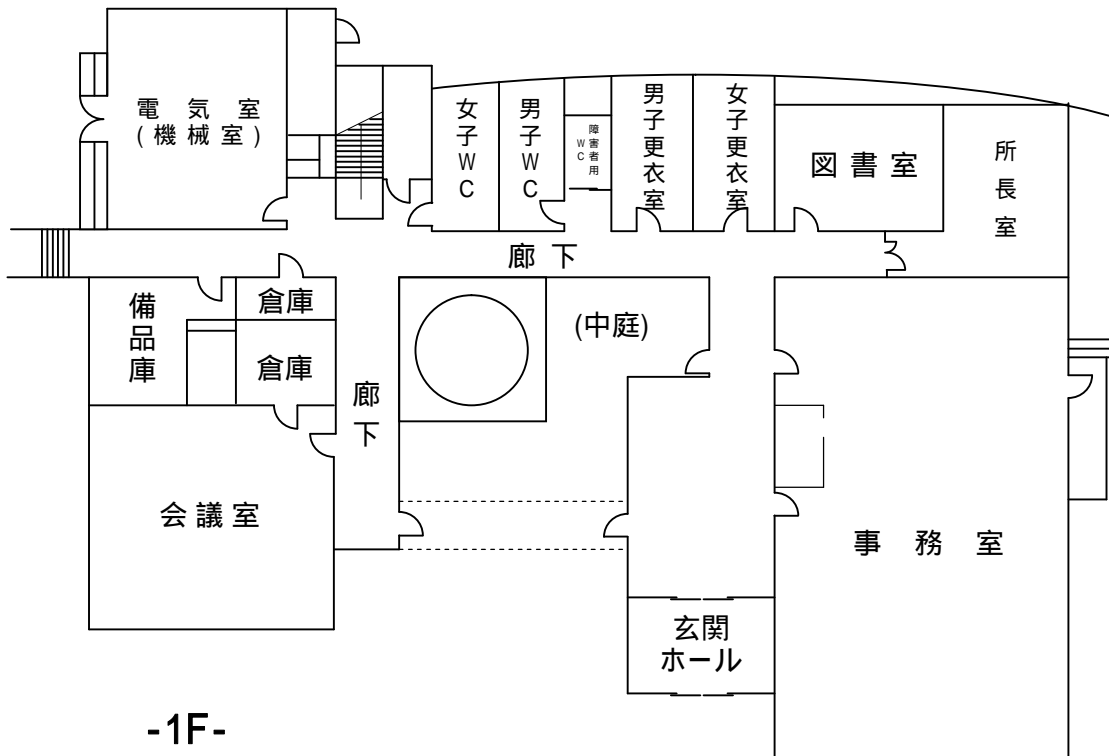 電気室
(機械室)
女子WC
男子WC
障害者用
WC
男子更衣室
女子更衣室
図書室
所長室
廊下
備品庫
倉庫
倉庫
(中庭)
廊下
会議室
事務室
玄関
ホール
-1F-